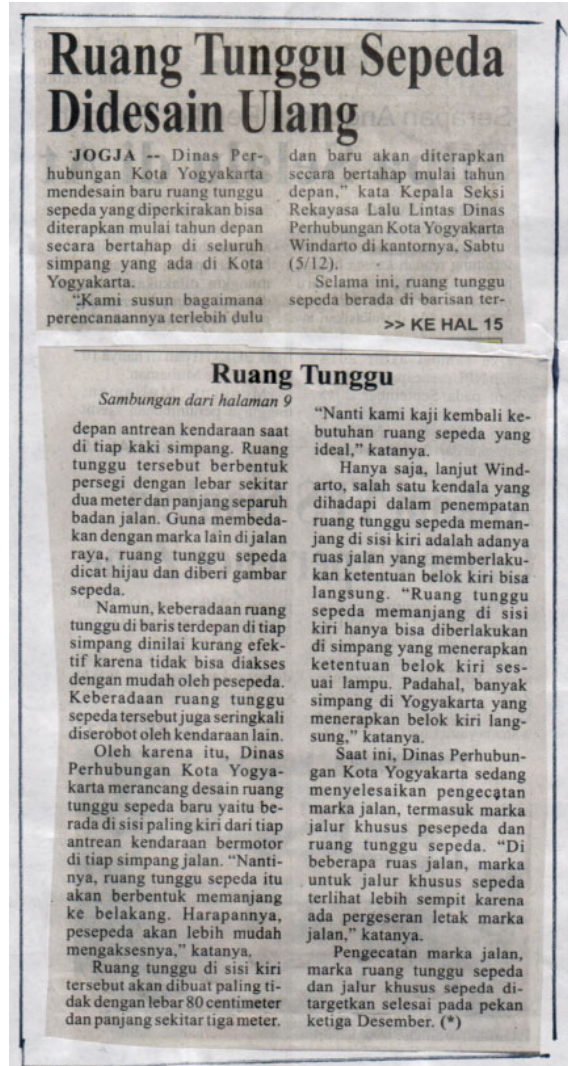 Ruang Tunggu Sepeda
Didesain Ulang
JOGJA -- Dinas Per-
hubungan Kota Yogyakarta
mendesain baru ruang tunggu
sepeda yang diperkirakan bisa
diterapkan mulai tahun depan
secara bertahap di seluruh
simpang yang ada di Kota
Yogyakarta.
“Kami susun bagaimana
perencanaannya terlebih dulu
dan baru akan diterapkan
secara bertahap mulai tahun
depan,” kata Kepala Seksi
Rekayasa Lalu Lintas Dinas
Perhubungan Kota Yogyakarta
Windarto di kantornya, Sabtu
(5/12).
Selama ini, ruang tunggu
sepeda berada di barisan ter-
>> KE HAL 15
Ruang Tunggu
Sambungan dari halaman 9
depan antrean kendaraan saat
di tiap kaki simpang. Ruang
tunggu tersebut berbentuk
persegi dengan lebar sekitar
dua meter dan panjang separuh
badan jalan. Guna membeda-
kan dengan marka lain di jalan
raya, ruang tunggu sepeda
dicat hijau dan diberi gambar
sepeda.
Namun, keberadaan ruang
tunggu di baris terdepan di tiap
simpang dinilai kurang efek-
tif karena tidak bisa diakses
dengan mudah oleh pesepeda.
Keberadaan ruang tunggu
sepeda tersebut juga seringkali
diserobot oleh kendaraan lain.
Oleh karena itu, Dinas
Perhubungan Kota Yogya-
karta merancang desain ruang
tunggu sepeda baru yaitu be-
rada di sisi paling kiri dari tiap
antrean kendaraan bermotor
di tiap simpang jalan. “Nanti-
nya, ruang tunggu sepeda itu
akan berbentuk memanjang
ke belakang. Harapannya,
pesepeda akan lebih mudah
mengaksesnya,” katanya.
Ruang tunggu di sisi kiri
tersebut akan dibuat paling ti-
dak dengan lebar 80 centimeter
dan panjang sekitar tiga meter.
“Nanti kami kaji kembali ke-
butuhan ruang sepeda yang
ideal,” katanya.
Hanya saja, lanjut Wind-
arto, salah satu kendala yang
dihadapi dalam penempatan
ruang tunggu sepeda meman-
jang di sisi kiri adalah adanya
ruas jalan yang memberlaku-
kan ketentuan belok kiri bisa
langsung. “Ruang tunggu
sepeda memanjang di sisi
kiri hanya bisa diberlakukan
di simpang yang menerapkan
ketentuan belok kiri ses-
uai lampu. Padahal, banyak
simpang di Yogyakarta yang
menerapkan belok kiri lang-
sung,” katanya.
Saat ini, Dinas Perhubun-
gan Kota Yogyakarta sedang
menyelesaikan pengecatan
marka jalan, termasuk marka
jalur khusus pesepeda dan
ruang tunggu sepeda. “Di
beberapa ruas jalan, marka
untuk jalur khusus sepeda
terlihat lebih sempit karena
ada pergeseran letak marka
jalan,” katanya.
Pengecatan marka jalan,
marka ruang tunggu sepeda
dan jalur khusus sepeda di-
targetkan selesai pada pekan
ketiga Desember. (*)